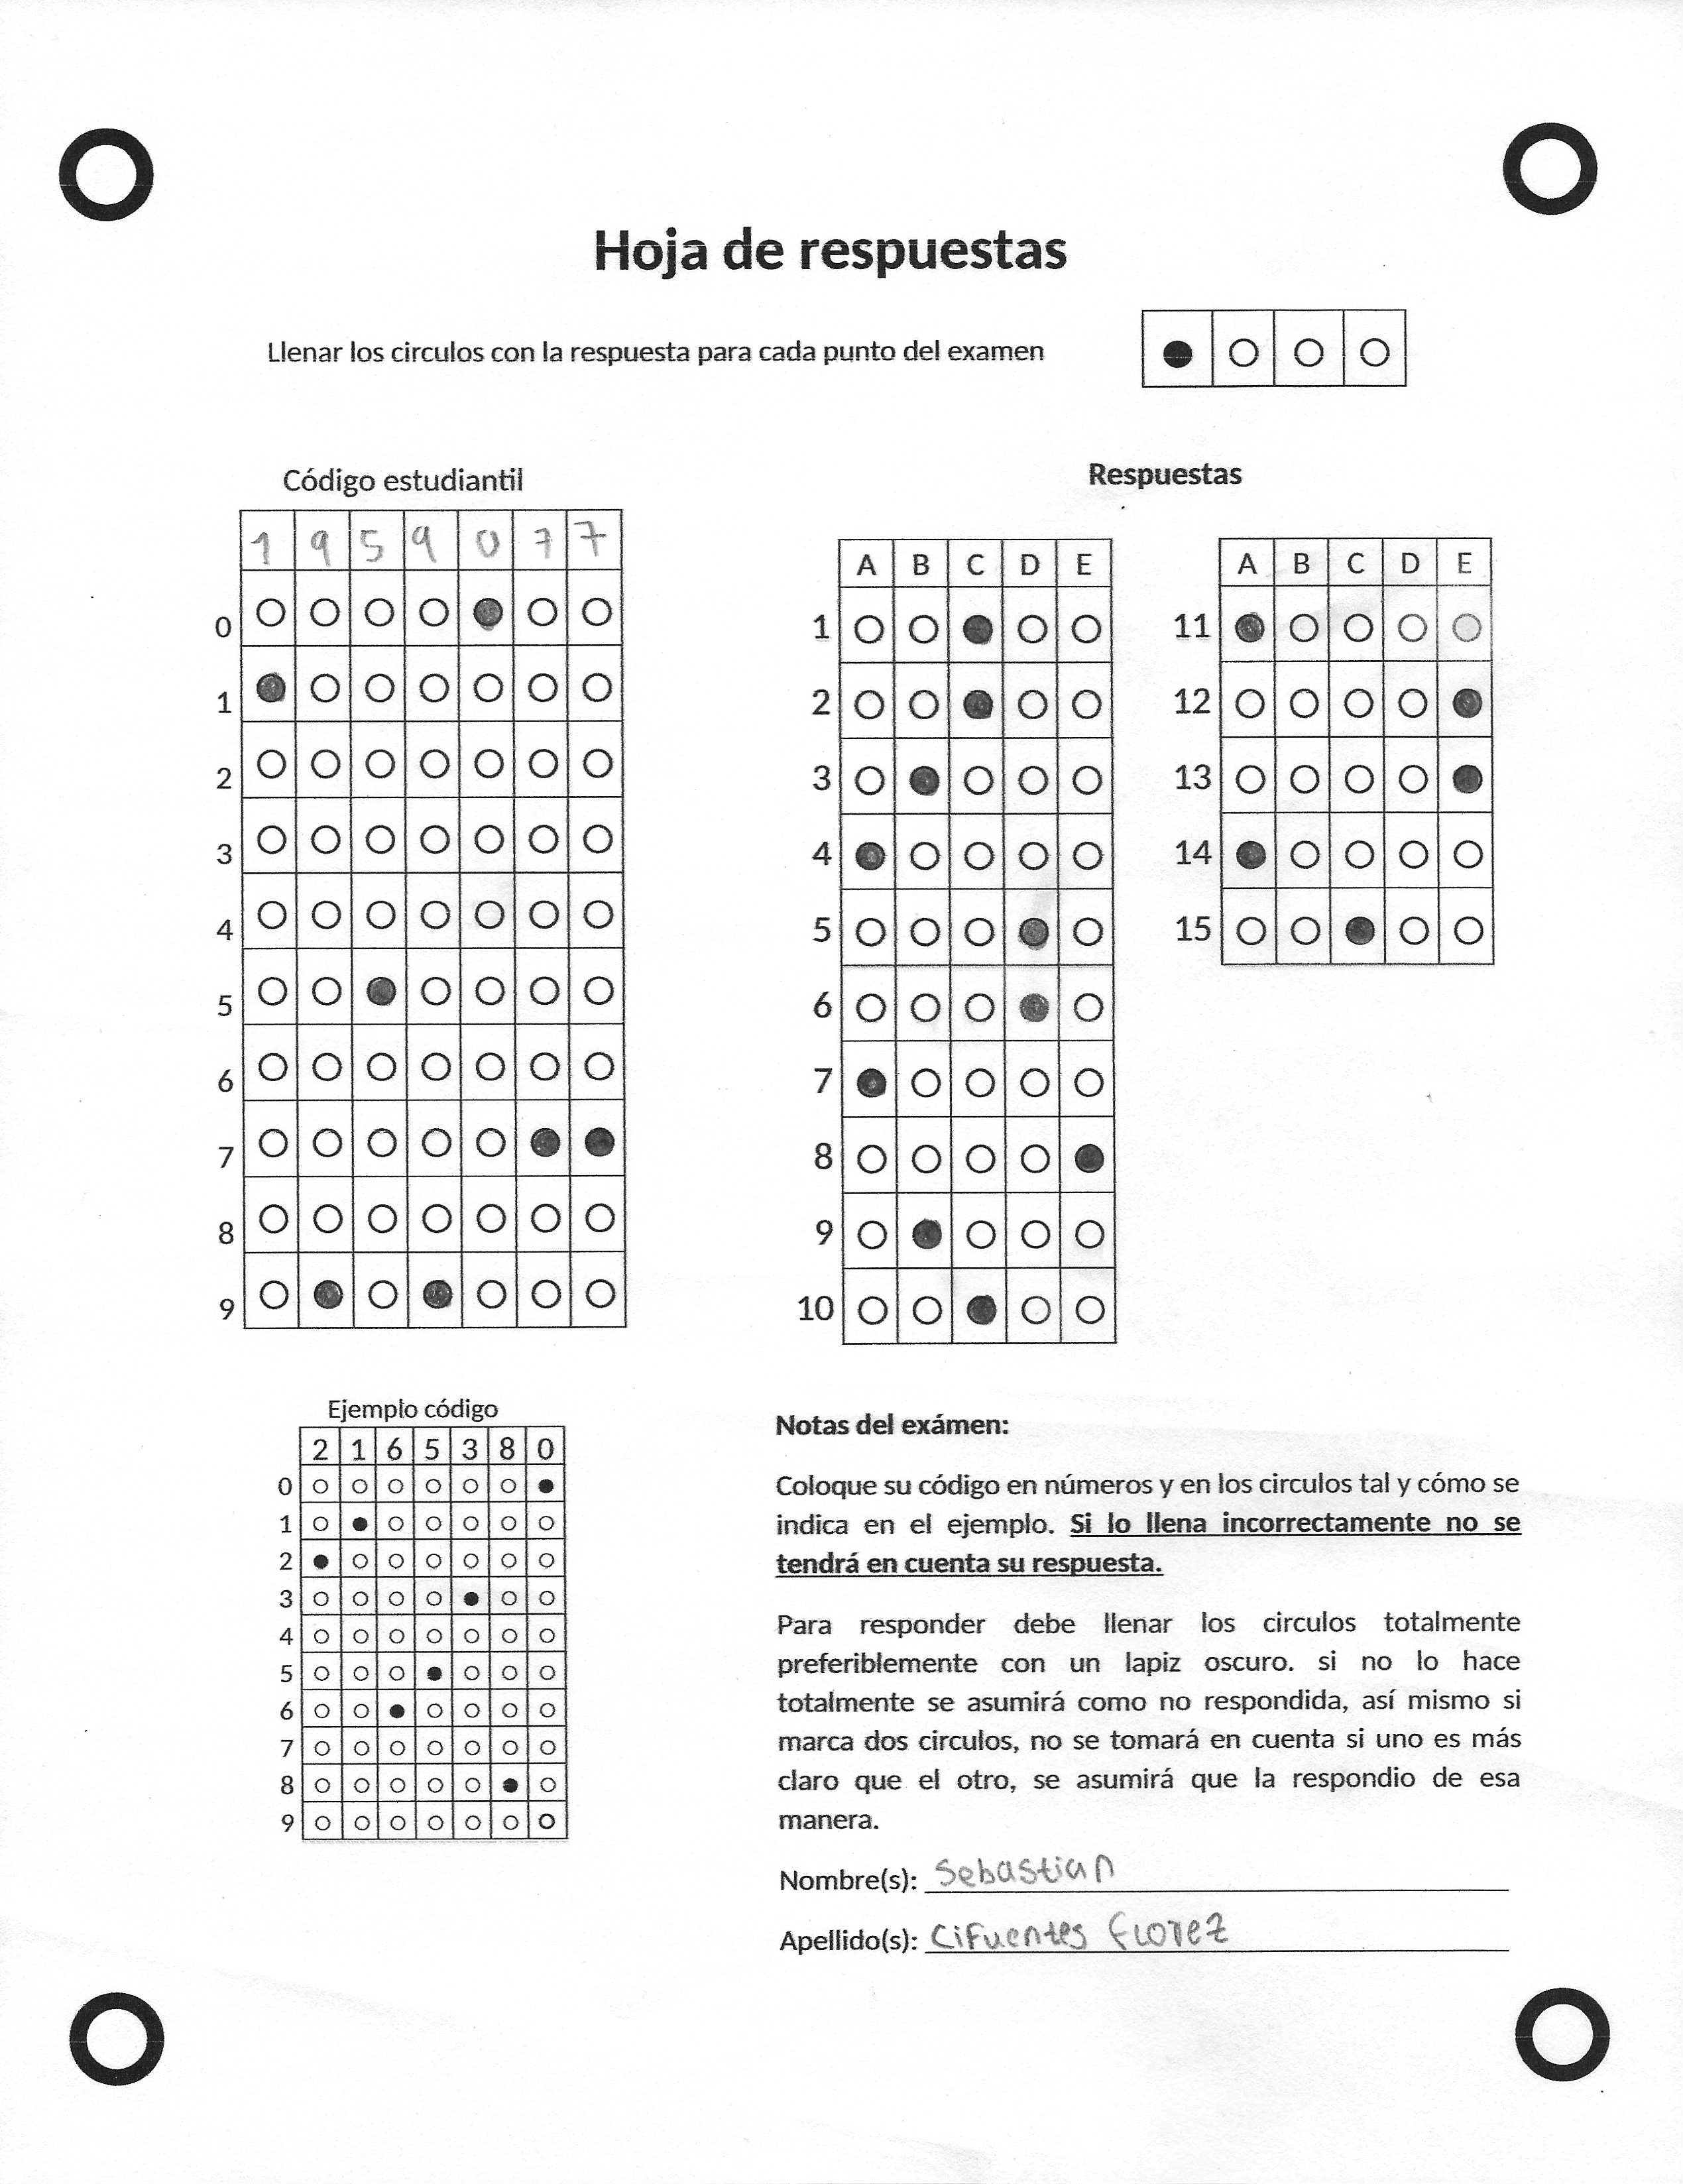 Hoja de respuestas
Llenar los circulos con la respuesta para cada punto del examen
Código estudiantil
1 9 5 9 0 7 7
0
1
2
3
4
5
6
7
8
9
Respuestas
A B C D E
1
2
3
4
5
6
7
8
9
10
A B C D E
11
12
13
14
15
Ejemplo código
2 1 6 5 3 8 0
0
1
2
3
4
5
6
7
8
9
Notas del exámen:
Coloque su código en números y en los circulos tal y cómo se
indica en el ejemplo. Si lo llena incorrectamente no se
tendrá en cuenta su respuesta.
Para responder debe llenar los circulos totalmente
preferiblemente con un lapiz oscuro. si no lo hace
totalmente se asumirá como no respondida, así mismo si
marca dos circulos, no se tomará en cuenta si uno es más
claro que el otro, se asumirá que la respondio de esa
manera.
Nombre(s): Sebastian
Apellido(s): Cifuentes Florez